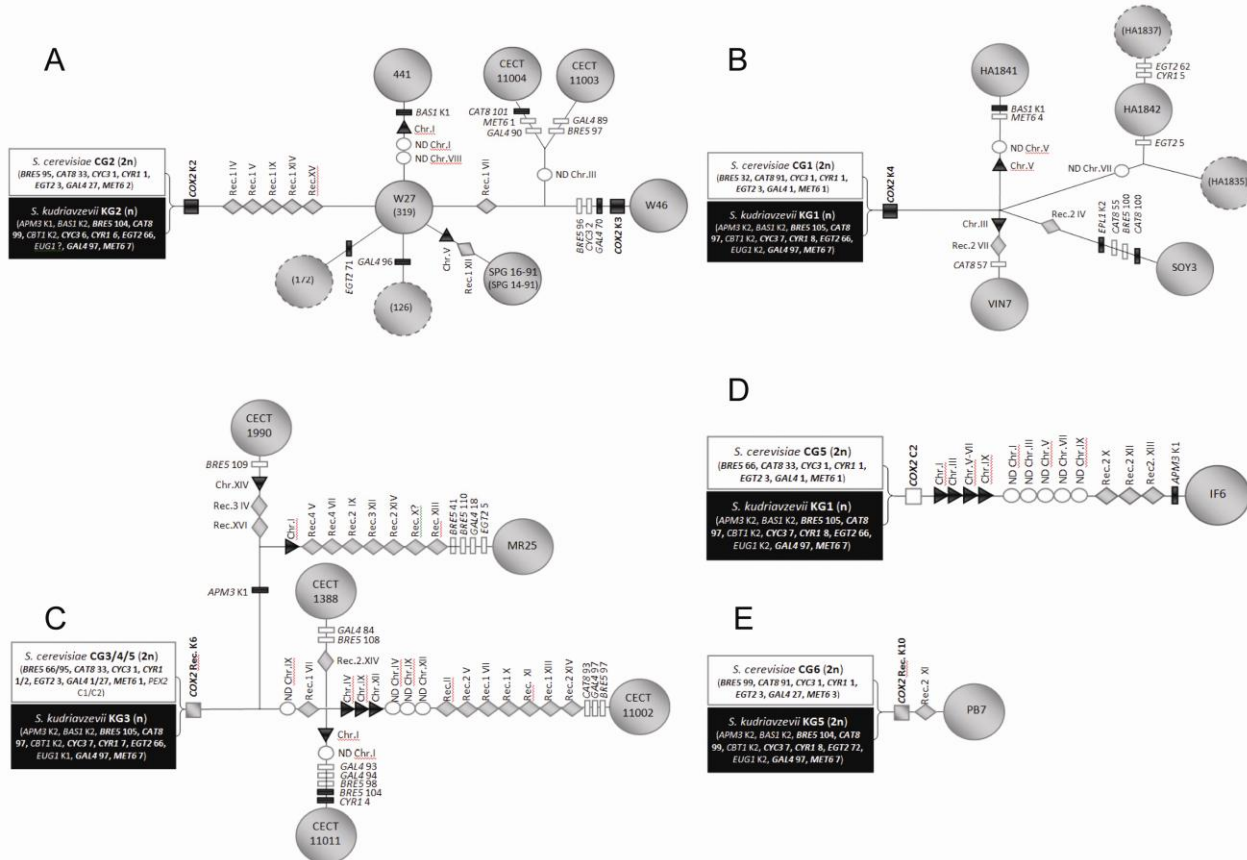 A
441
BAS1 K1
Chr.I
ND Chr.I
ND Chr.VIII
CECT
11004
CAT8 101
MET6 1
GAL4 90
CECT
11003
GAL4 89
BRE5 97
ND Chr.III
S. cerevisiae CG2 (2n)
(BRE5 95, CAT8 33, CYC3 1, CYR1 1,
EGT2 3, GAL4 27, MET6 2)
S. kudriavzevii KG2 (n)
(APM3 K1, BAS1 K2, BRE5 104, CAT8
99, CBT1 K2, CYC3 6, CYR1 6, EGT2 66,
EUG1 ?, GAL4 97, MET6 7)
COX2 K2
Rec.1 IV
Rec.1 V
Rec.1 IX
Rec.1 XIV
Rec.XV
W27
(319)
Rec.1 VII
BRE5 96
CYC3 2
GAL4 70
COX2 K3
W46
EGT2 71
(172)
GAL4 96
(126)
Chr.V
Rec.1 XII
SPG 16-91
(SPG 14-91)
B
HA1841
BAS1 K1
MET6 4
ND Chr.V
Chr.V
(HA1837)
EGT2 62
CYR1 5
HA1842
EGT2 5
ND Chr.VII
(HA1835)
S. cerevisiae CG1 (2n)
(BRE5 32, CAT8 91, CYC3 1, CYR1 1,
EGT2 3, GAL4 1, MET6 1)
S. kudriavzevii KG1 (n)
(APM3 K2, BAS1 K2, BRE5 105, CAT8
97, CBT1 K2, CYC3 7, CYR1 8, EGT2 66,
EUG1 K2, GAL4 97, MET6 7)
COX2 K4
Chr.III
Rec.2 VII
CAT8 57
VIN7
Rec.2 IV
EPL1 K2
CAT8 55
BRE5 100
CAT8 100
SOY3
C
CECT
1990
BRE5 109
Chr.XIV
Rec.3 IV
Rec.XVI
Chr.I
Rec.4 V
Rec.4 VII
Rec.2 IX
Rec.3 XII
Rec.2 XIV
Rec.X?
Rec.XIII
BRE5 41
BRE5 110
GAL4 18
EGT2 5
MR25
APM3 K1
CECT
1388
GAL4 84
BRE5 108
Rec.2.XIV
S. cerevisiae CG3/4/5 (2n)
(BRE5 66/95, CAT8 33, CYC3 1, CYR1
1/2, EGT2 3, GAL4 1/27, MET6 1, PEX2
C1/C2)
S. kudriavzevii KG3 (n)
(APM3 K2, BAS1 K2, BRE5 105, CAT8
97, CBT1 K2, CYC3 7, CYR1 7, EGT2 66,
EUG1 K1, GAL4 97, MET6 7)
COX2 Rec. K6
ND Chr.IX
Rec.1 VII
Chr.IV
Chr.IX
Chr.XII
ND Chr.IV
ND Chr.IX
ND Chr.XII
Rec.II
Rec.2 V
Rec.1 VII
Rec.1 X
Rec. XI
Rec.1 XIII
Rec.2 XIV
CAT8 93
GAL4 97
BRE5 97
CECT
11002
Chr.I
ND Chr.I
GAL4 93
GAL4 94
BRE5 98
BRE5 104
CYR1 4
CECT
11011
D
S. cerevisiae CG5 (2n)
(BRE5 66, CAT8 33, CYC3 1, CYR1 1,
EGT2 3, GAL4 1, MET6 1)
S. kudriavzevii KG1 (n)
(APM3 K2, BAS1 K2, BRE5 105, CAT8
97, CBT1 K2, CYC3 7, CYR1 8, EGT2 66,
EUG1 K2, GAL4 97, MET6 7)
COX2 C2
Chr.I
Chr.III
Chr.V-VII
Chr.IX
ND Chr.I
ND Chr.III
ND Chr.V
ND Chr.VII
ND Chr.IX
Rec.2 X
Rec.2 XII
Rec2. XIII
APM3 K1
IF6
E
S. cerevisiae CG6 (2n)
(BRE5 99, CAT8 91, CYC3 1, CYR1 1,
EGT2 3, GAL4 27, MET6 3)
S. kudriavzevii KG5 (2n)
(APM3 K2, BAS1 K2, BRE5 104, CAT8
99, CBT1 K2, CYC3 7, CYR1 8, EGT2 72,
EUG1 K2, GAL4 97, MET6 7)
COX2 Rec. K10
Rec.2 XI
PB7